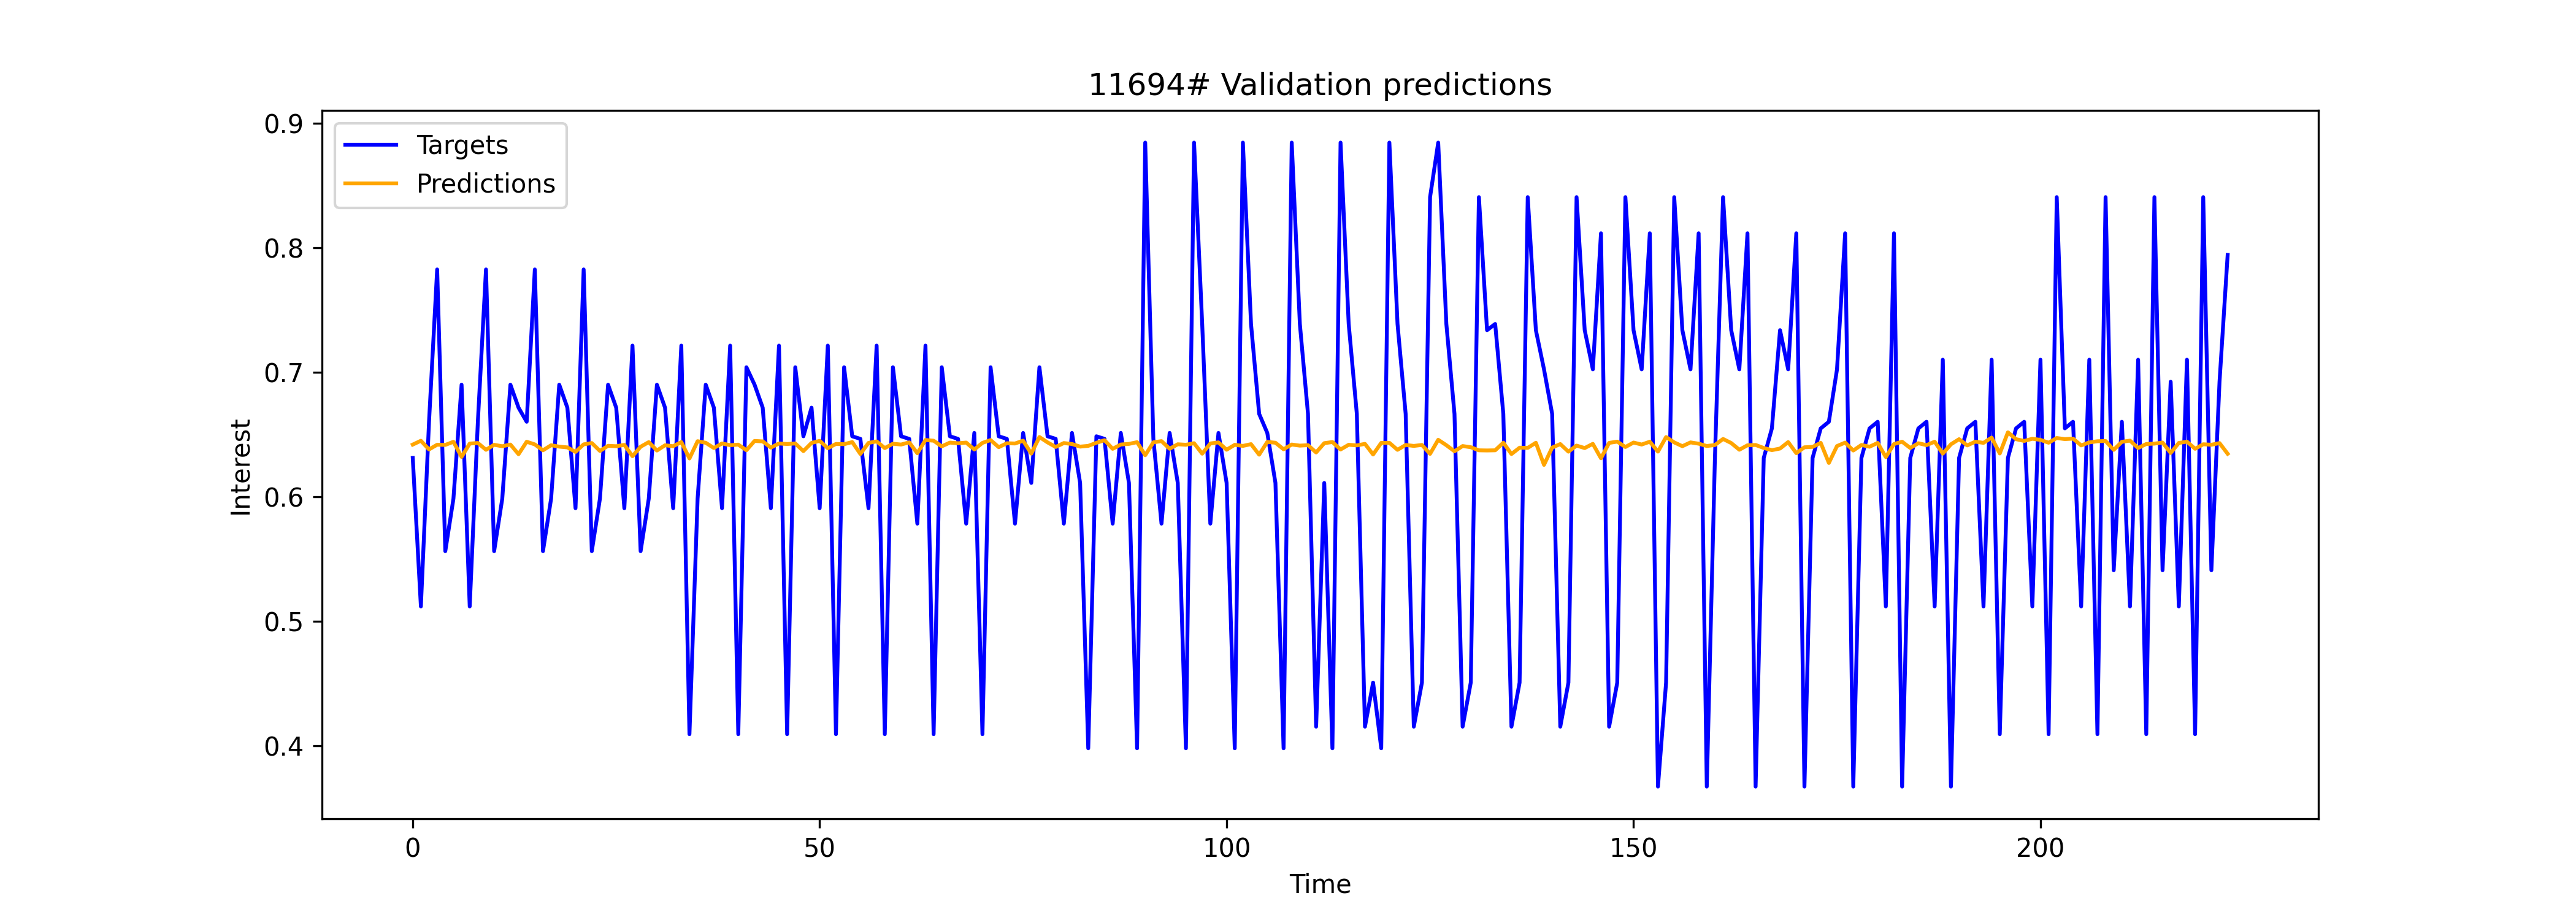 11694# Validation predictions
Targets
Predictions
Interest
0.9
0.8
0.7
0.6
0.5
0.4
0 50 100 150 200
Time